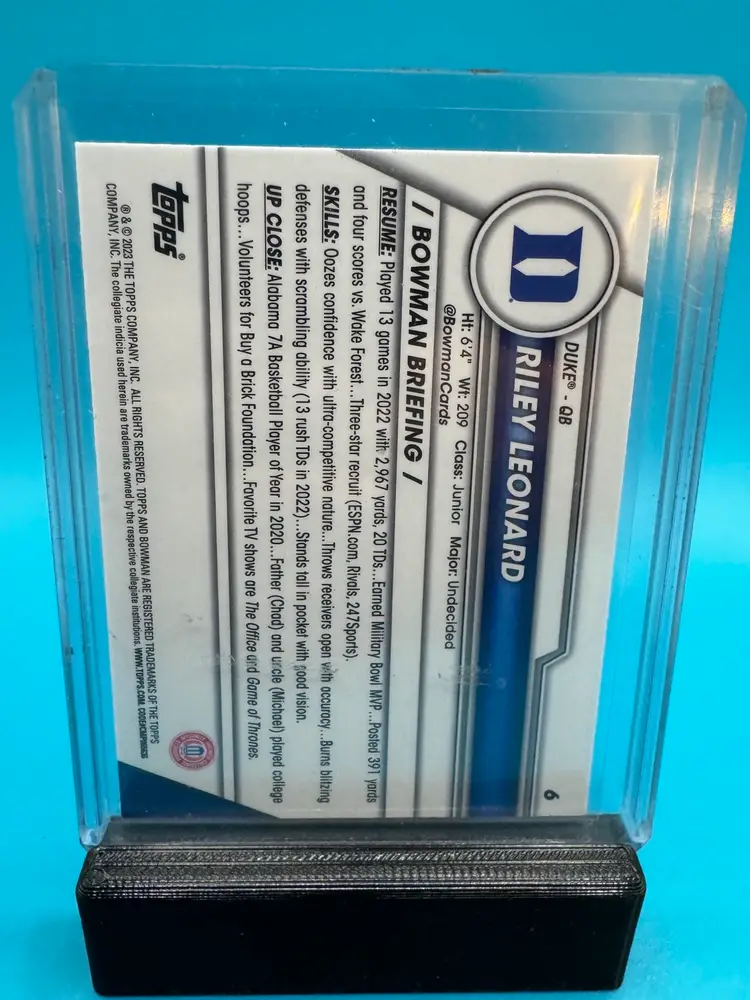 6
DUKE® - QB
RILEY LEONARD
Ht: 6'4" Wt: 209 Class: Junior Major: Undecided
@BowmanCards
/ BOWMAN BRIEFING /
RESUME: Played 13 games in 2022 with 2,967 yards, 20 TDs...Earned Military Bowl MVP...Posted 391 yards
and four scores vs. Wake Forest...Three-star recruit (ESPN.com, Rivals, 247Sports).
SKILLS: Oozes confidence with ultra-competitive nature...Throws receivers open with accuracy...Burns blitzing
defenses with scrambling ability (13 rush TDs in 2022)...Stands tall in pocket with good vision.
UP CLOSE: Alabama 7A Basketball Player of Year in 2020...Father (Chad) and uncle (Michael) played college
hoops...Volunteers for Buy a Brick Foundation...Favorite TV shows are The Office and Game of Thrones.
topps®
® & © 2023 THE TOPPS COMPANY, INC. ALL RIGHTS RESERVED. TOPPS AND BOWMAN ARE REGISTERED TRADEMARKS OF THE TOPPS
COMPANY, INC. The collegiate indicia used herein are trademarks owned by the respective collegiate institutions. WWW.TOPPS.COM.